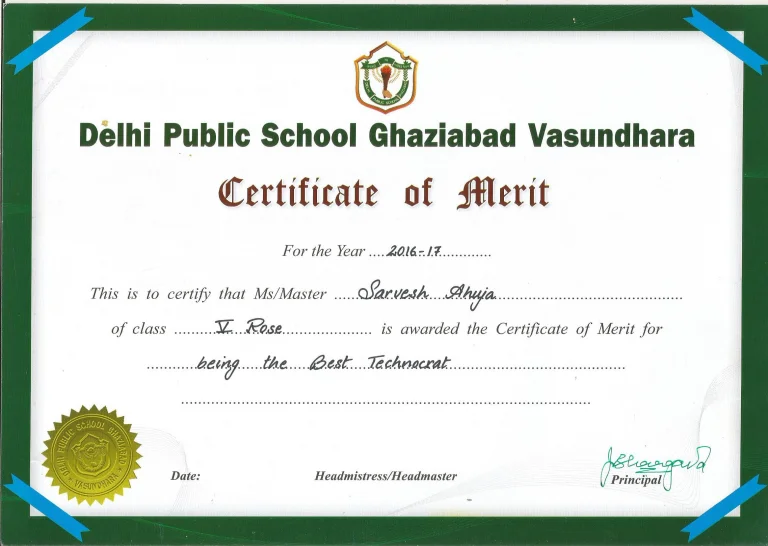 Delhi Public School Ghaziabad Vasundhara
Certificate of Merit
For the Year ....2016-17.............
This is to certify that Ms/Master ....Sarvesh Ahuja...............................................
of class ..........V Rose...................... is awarded the Certificate of Merit for
............being the Best Technocrat..........................................
....................................................................................................
DELHI PUBLIC SCHOOL GHAZIABAD
VASUNDHARA
Date: Headmistress/Headmaster Principal